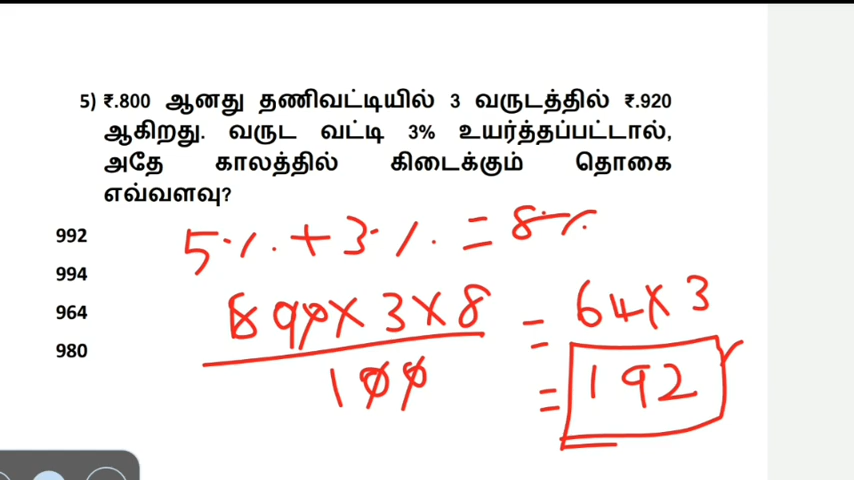 5) ₹.800 ஆனது தணிவட்டியில் 3 வருடத்தில் ₹.920
ஆகிறது. வருட வட்டி 3% உயர்த்தப்பட்டால்,
அதே காலத்தில் கிடைக்கும் தொகை
எவ்வளவு?
992
994
964
980
5% + 3% = 8%
800 × 3 × 8 = 64 × 3
100
= 192